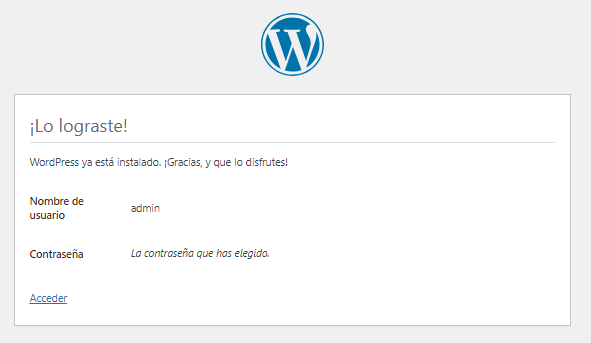 ¡Lo lograste!
WordPress ya está instalado. ¡Gracias, y que lo disfrutes!
Nombre de
usuario
admin
Contraseña
La contraseña que has elegido.
Acceder